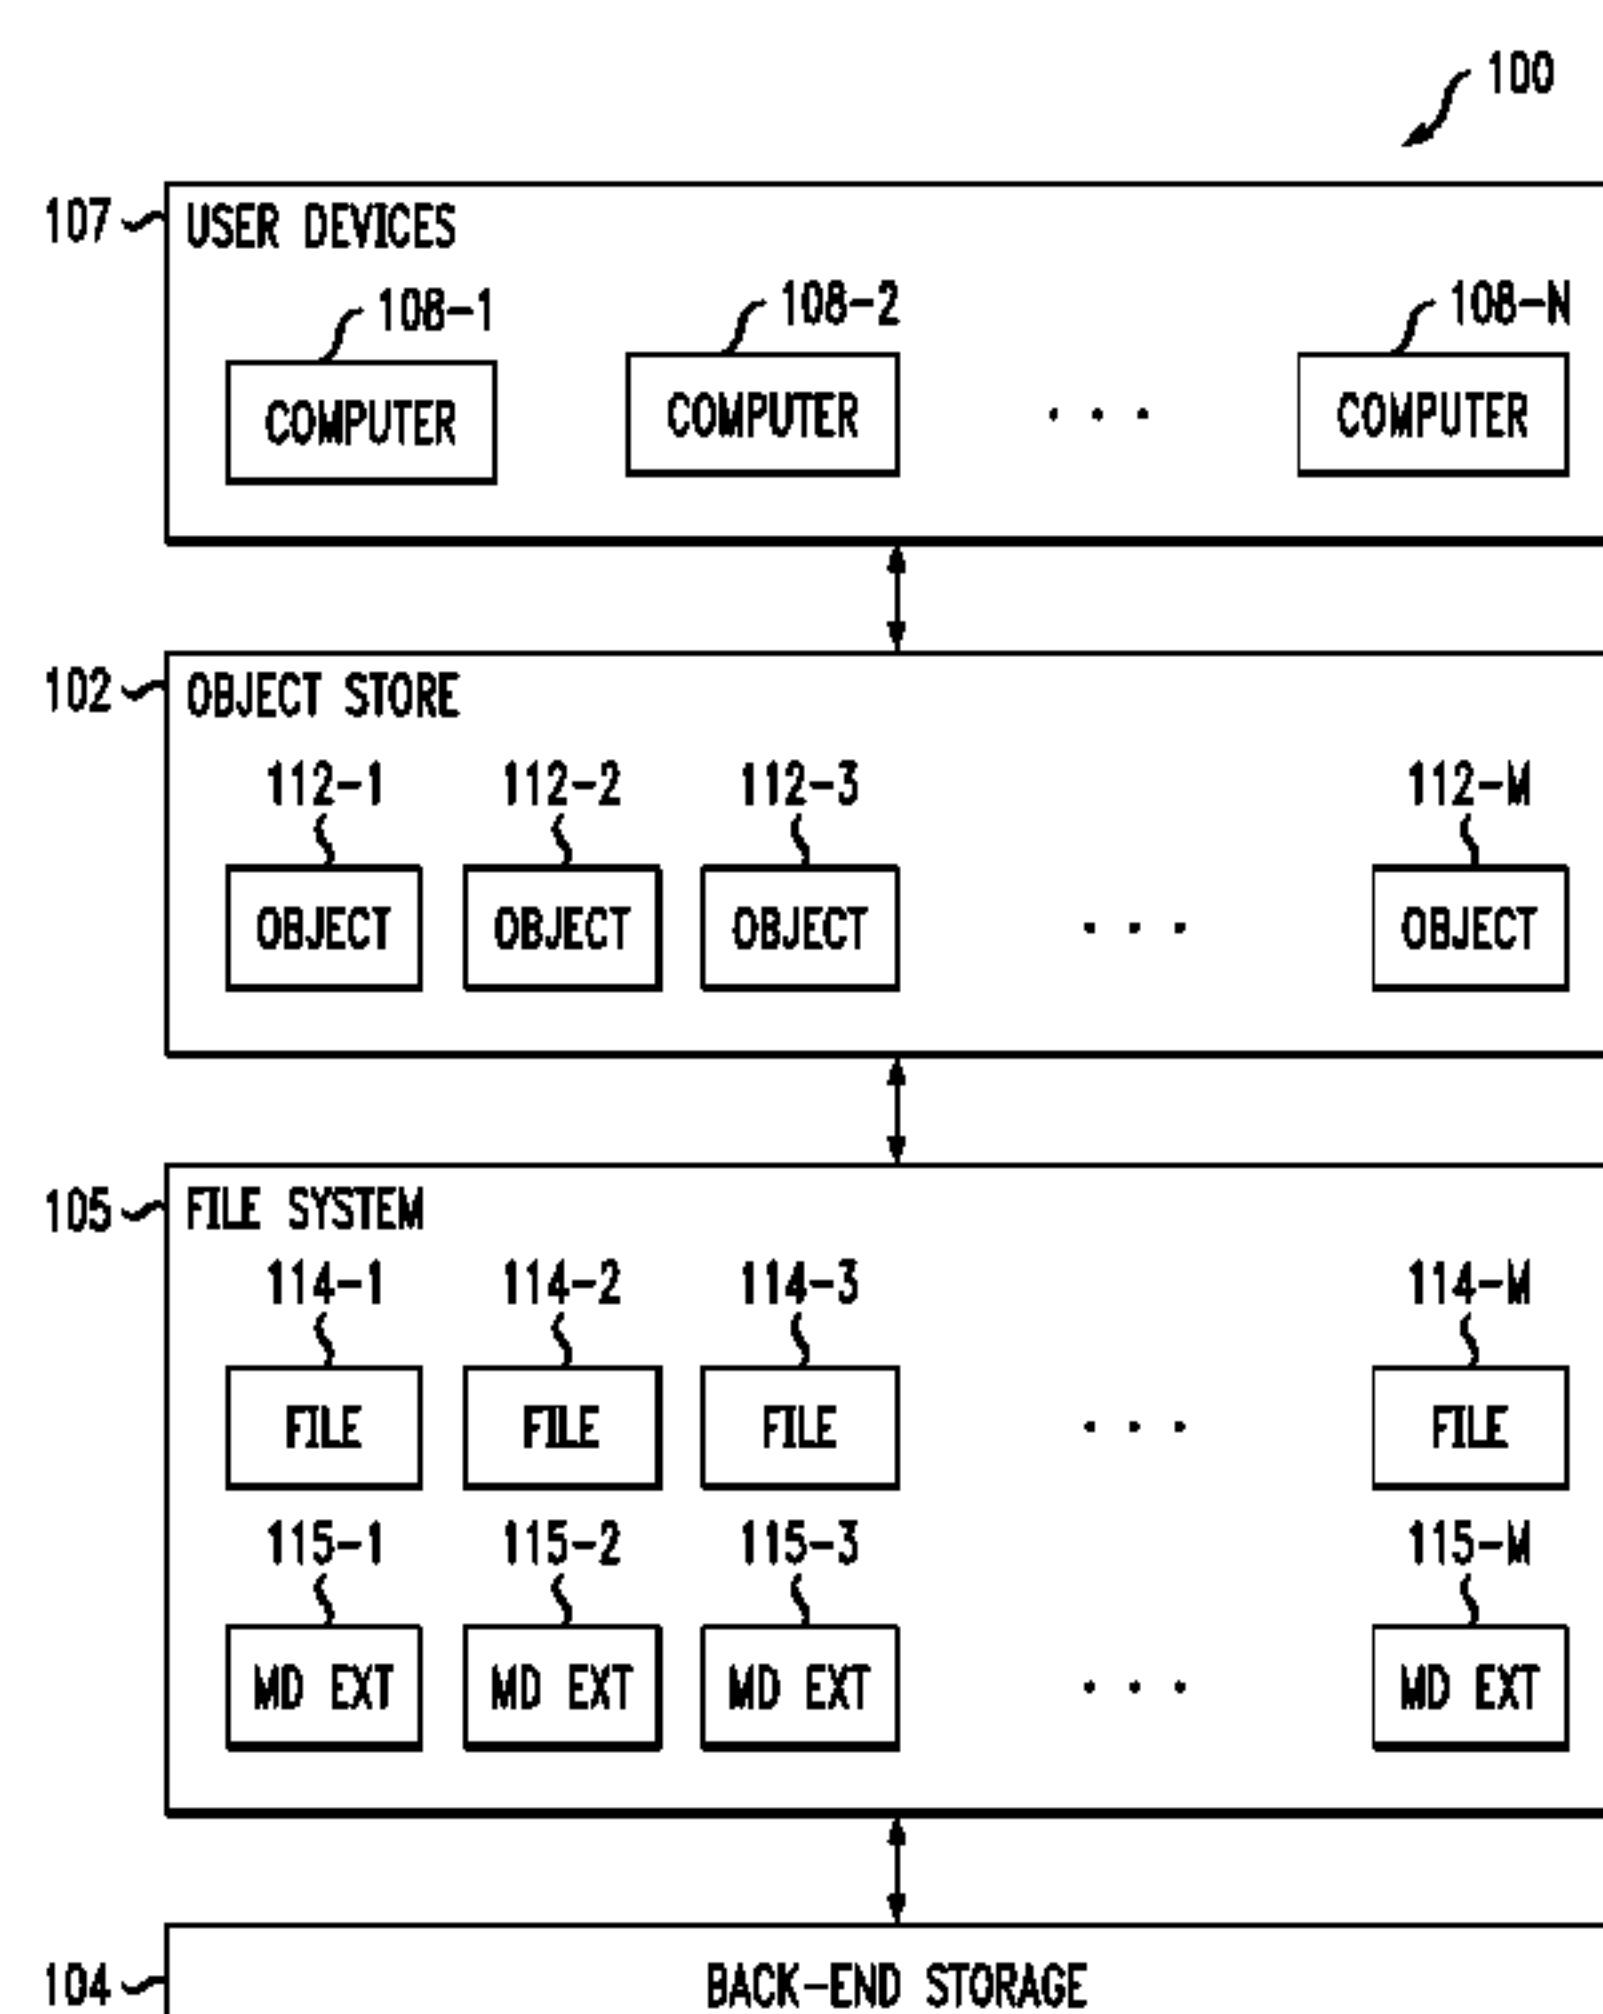 100
107 USER DEVICES
108-1 108-2 108-N
COMPUTER COMPUTER . . . COMPUTER
102 OBJECT STORE
112-1 112-2 112-3 112-M
OBJECT OBJECT OBJECT . . . OBJECT
105 FILE SYSTEM
114-1 114-2 114-3 114-M
FILE FILE FILE . . . FILE
115-1 115-2 115-3 115-M
MD EXT MD EXT MD EXT . . . MD EXT
104 BACK-END STORAGE